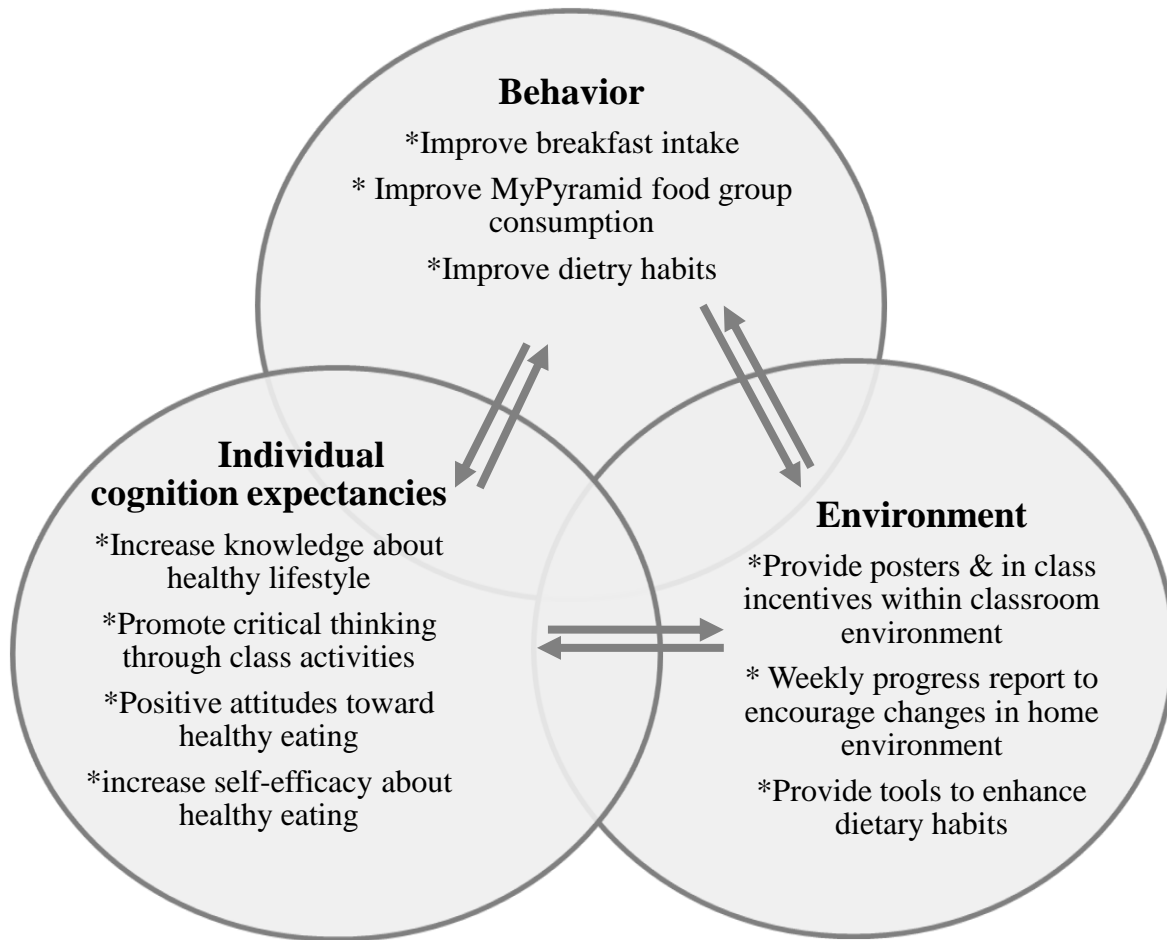 Behavior
*Improve breakfast intake
* Improve MyPyramid food group
consumption
*Improve dietry habits
Individual
cognition expectancies
*Increase knowledge about
healthy lifestyle
*Promote critical thinking
through class activities
*Positive attitudes toward
healthy eating
*increase self-efficacy about
healthy eating
Environment
*Provide posters & in class
incentives within classroom
environment
* Weekly progress report to
encourage changes in home
environment
*Provide tools to enhance
dietary habits